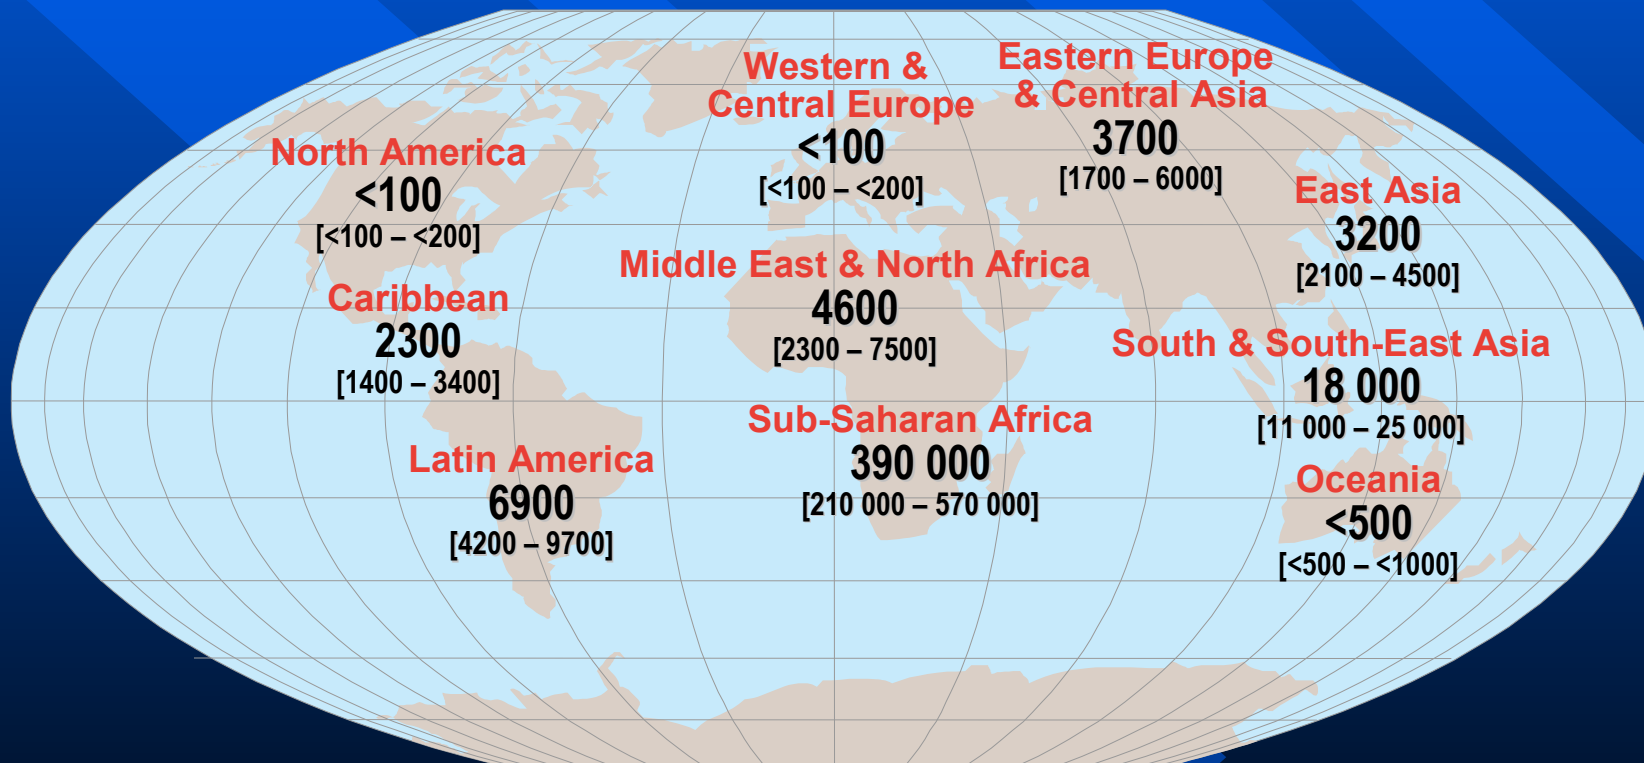 Western &
Central Europe
<100
[<100 – <200]
Eastern Europe
& Central Asia
3700
[1700 – 6000]
North America
<100
[<100 – <200]
East Asia
3200
[2100 – 4500]
Middle East & North Africa
4600
[2300 – 7500]
Caribbean
2300
[1400 – 3400]
South & South-East Asia
18 000
[11 000 – 25 000]
Sub-Saharan Africa
390 000
[210 000 – 570 000]
Latin America
6900
[4200 – 9700]
Oceania
<500
[<500 – <1000]